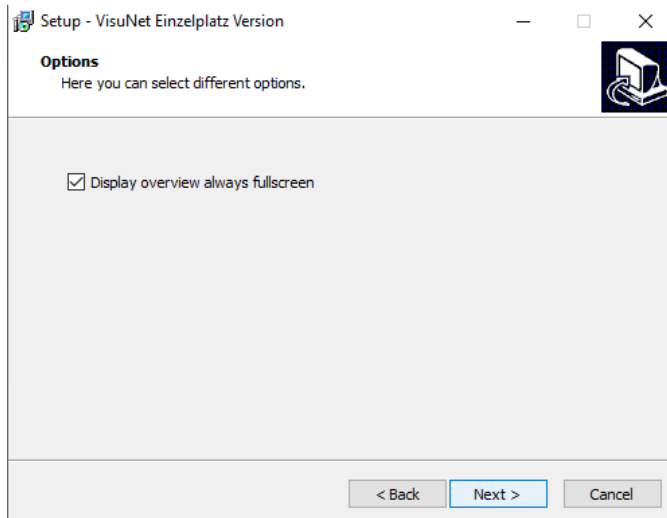 Setup - VisuNet Einzelplatz Version
Options
Here you can select different options.
Display overview always fullscreen
< Back Next > Cancel